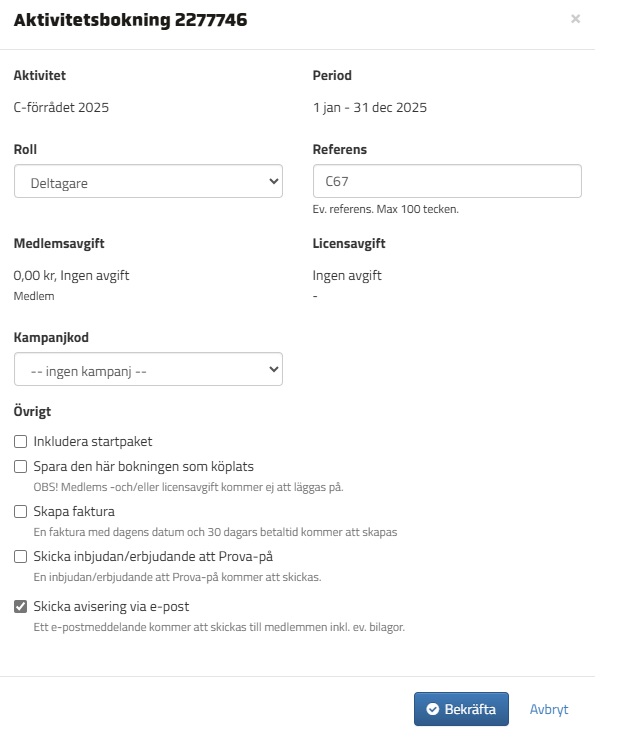 Aktivitetsbokning 2277746
×
Aktivitet
Period
C-förrådet 2025
1 jan - 31 dec 2025
Roll
Referens
Deltagare
C67
Ev. referens. Max 100 tecken.
Medlemsavgift
Licensavgift
0,00 kr, Ingen avgift
Ingen avgift
Medlem
-
Kampanjkod
-- ingen kampanj --
Övrigt
Inkludera startpaket
Spara den här bokningen som köplats
OBS! Medlems -och/eller licensavgift kommer ej att läggas på.
Skapa faktura
En faktura med dagens datum och 30 dagars betaltid kommer att skapas
Skicka inbjudan/erbjudande att Prova-på
En inbjudan/erbjudande att Prova-på kommer att skickas.
Skicka avisering via e-post
Ett e-postmeddelande kommer att skickas till medlemmen inkl. ev. bilagor.
Bekräfta
Avbryt